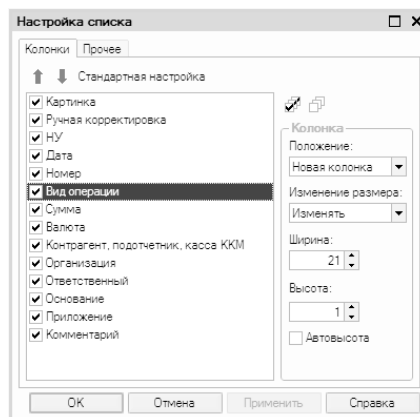 Настройка списка
Колонки Прочее
Стандартная настройка
Картинка
Ручная корректировка
НУ
Дата
Номер
Вид операции
Сумма
Валюта
Контрагент, подотчетник, касса ККМ
Организация
Ответственный
Основание
Приложение
Комментарий
Колонка
Положение:
Новая колонка
Изменение размера:
Изменять
Ширина:
21
Высота:
1
Автовысота
ОК Отмена Применить Справка